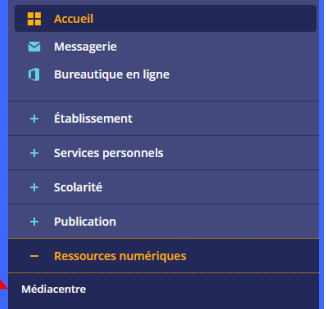 Accueil
Messagerie
Bureautique en ligne
+ Établissement
+ Services personnels
+ Scolarité
+ Publication
− Ressources numériques
Médiacentre